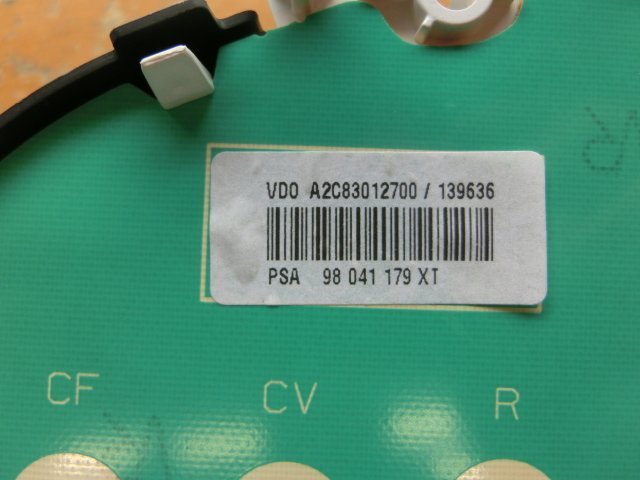 VDO A2C83012700 / 139636
PSA 98 041 179 XT
CF CV R